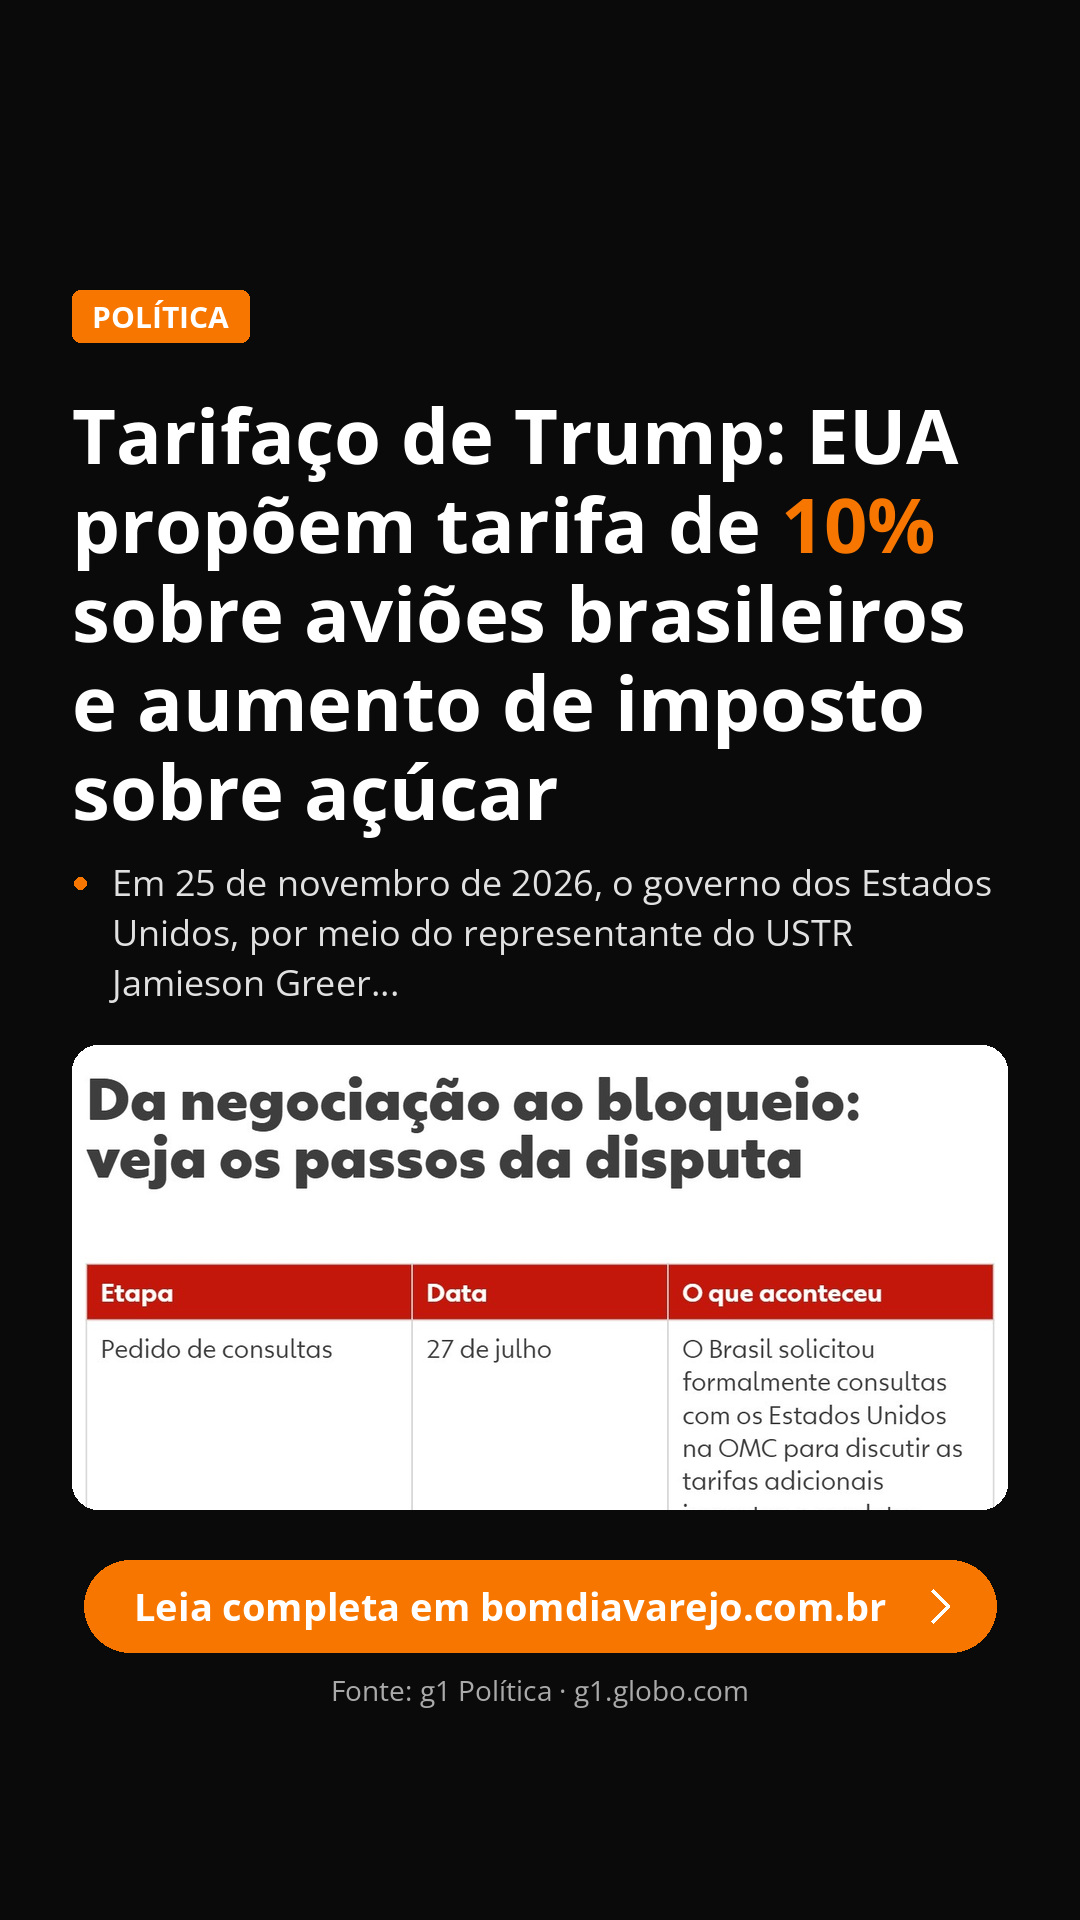 POLÍTICA
Tarifaço de Trump: EUA
propõem tarifa de 10%
sobre aviões brasileiros
e aumento de imposto
sobre açúcar
Em 25 de novembro de 2026, o governo dos Estados
Unidos, por meio do representante do USTR
Jamieson Greer...
Da negociação ao bloqueio:
veja os passos da disputa
Etapa Data O que aconteceu
Pedido de consultas 27 de julho O Brasil solicitou
formalmente consultas
com os Estados Unidos
na OMC para discutir as
tarifas adicionais
Leia completa em bomdiavarejo.com.br
Fonte: g1 Política · g1.globo.com